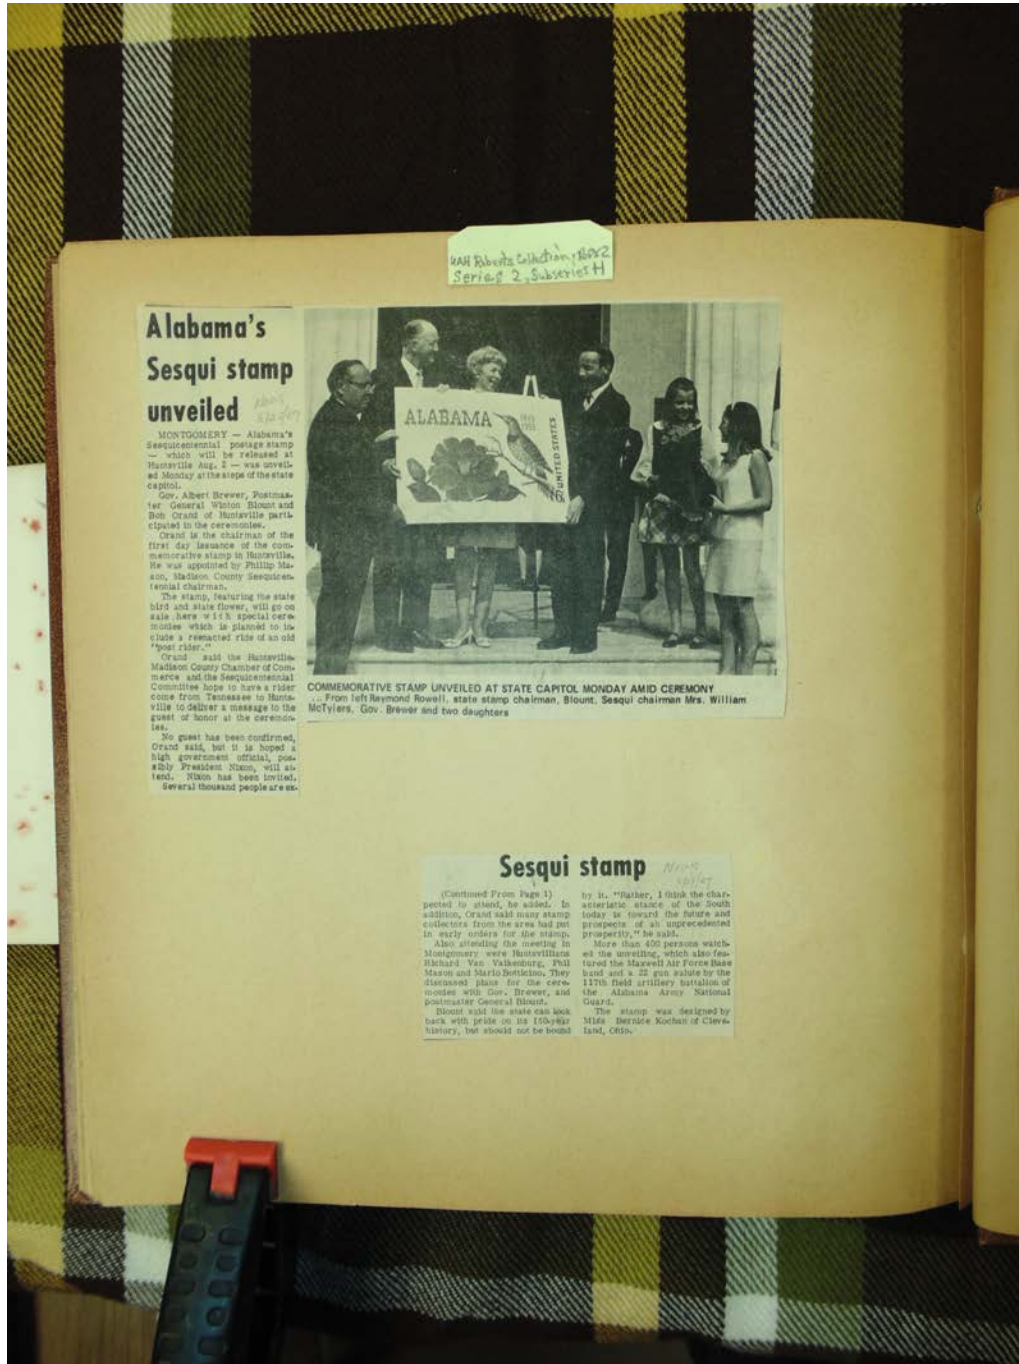 UAH Roberts Collection,
Series 2, Subseries H
Alabama's
Sesqui stamp
unveiled
News
MONTGOMERY — Alabama's
Sesquicentennial postage stamp
— which will be released at
Huntsville Aug. 2 — was unveil-
ed Monday at the steps of the state
capitol.
Gov. Albert Brewer, Postmas-
ter General Winton Blount and
Bob Orand of Huntsville parti-
cipated in the ceremonies.
Orand is the chairman of the
first day issuance of the com-
memorative stamp in Huntsville.
He was appointed by Phillip Ma-
son, Madison County Sesquicen-
tennial chairman.
The stamp, featuring the state
bird and state flower, will go on
sale here with special cere-
monies which is planned to in-
clude a reenacted ride of an old
"post rider."
Orand said the Huntsville-
Madison County Chamber of Com-
merce and the Sesquicentennial
Committee hope to have a rider
come from Tennessee to Hunts-
ville to deliver a message to the
guest of honor at the ceremon-
ies.
No guest has been confirmed,
Orand said, but it is hoped a
high government official, pos-
sibly President Nixon, will at-
tend. Nixon has been invited.
Several thousand people are ex-
ALABAMA
UNITED STATES
6¢
COMMEMORATIVE STAMP UNVEILED AT STATE CAPITOL MONDAY AMID CEREMONY
... From left Raymond Rowell, state stamp chairman, Blount, Sesqui chairman Mrs. William
McTyiers, Gov. Brewer and two daughters
Sesqui stamp
News
(Continued From Page 1)
pected to attend, he added. In
addition, Orand said many stamp
collectors from the area had put
in early orders for the stamp.
Also attending the meeting in
Montgomery were Huntsvillians
Richard Van Valkenburg, Phil
Mason and Mario Botticino. They
discussed plans for the cere-
monies with Gov. Brewer, and
postmaster General Blount.
Blount said the state can look
back with pride on its 150-year
history, but should not be bound
by it. "Rather, I think the char-
acteristic stance of the South
today is toward the future and
prospects of an unprecedented
prosperity," he said.
More than 400 persons watch-
ed the unveiling, which also fea-
tured the Maxwell Air Force Base
band and a 22 gun salute by the
117th field artillery battalion of
the Alabama Army National
Guard.
The stamp was designed by
Miss Bernice Kochan of Cleve-
land, Ohio.